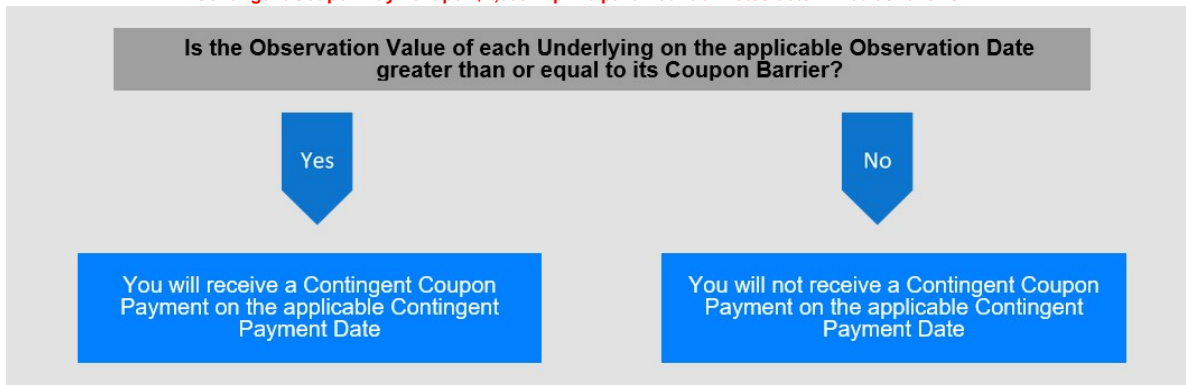 Is the Observation Value of each Underlying on the applicable Observation Date
greater than or equal to its Coupon Barrier?
Yes
No
You will receive a Contingent Coupon
Payment on the applicable Contingent
Payment Date
You will not receive a Contingent Coupon
Payment on the applicable Contingent
Payment Date